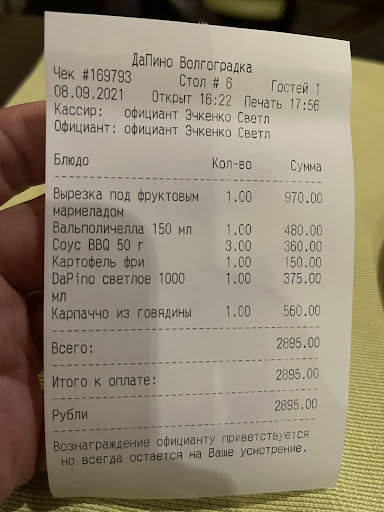 ДаПино Волгоградка
Чек #169793 Стол # 6 Гостей 1
08.09.2021 Открыт 16:22 Печать 17:56
Кассир: официант Эчкенко Светл
Официант: официант Эчкенко Светл
Блюдо Кол-во Сумма
Вырезка под фруктовым 1.00 970.00
мармеладом
Вальполичелла 150 мл 1.00 480.00
Соус BBQ 50 г 3.00 360.00
Картофель фри 1.00 150.00
DaPino светлое 1000 1.00 375.00
мл
Карпаччо из говядины 1.00 560.00
Всего: 2895.00
Итого к оплате: 2895.00
Рубли 2895.00
Вознаграждение официанту приветствуется
но всегда остается на Ваше усмотрение.